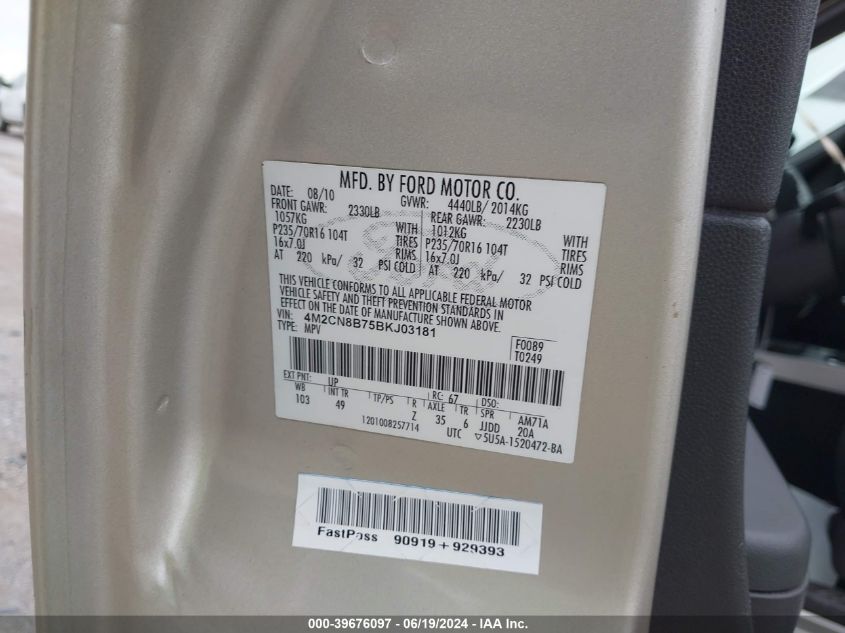 MFD. BY FORD MOTOR CO.
DATE: 08/10 GVWR: 4440LB/ 2014KG
FRONT GAWR: 2330LB REAR GAWR: 2230LB
1057KG WITH 1012KG WITH
P235/70R16 104T TIRES P235/70R16 104T TIRES
16x7.0J RIMS 16x7.0J RIMS
AT 220 kPa/ 32 PSI COLD AT 220 kPa/ 32 PSI COLD
THIS VEHICLE CONFORMS TO ALL APPLICABLE FEDERAL MOTOR
VEHICLE SAFETY AND THEFT PREVENTION STANDARDS IN
EFFECT ON THE DATE OF MANUFACTURE SHOWN ABOVE.
VIN: 4M2CN8B75BKJ03181
TYPE: MPV
F0089
T0249
EXT PNT: UP RC: 67 DSO:
WB INT TR TP/PS R AXLE TR SPR AM71A
103 49 Z 35 6 JJDD 20A
1201008257714 UTC ▽5U5A-1520472-BA
FastPass 90919+929393
000-39676097 - 06/19/2024 - IAA Inc.